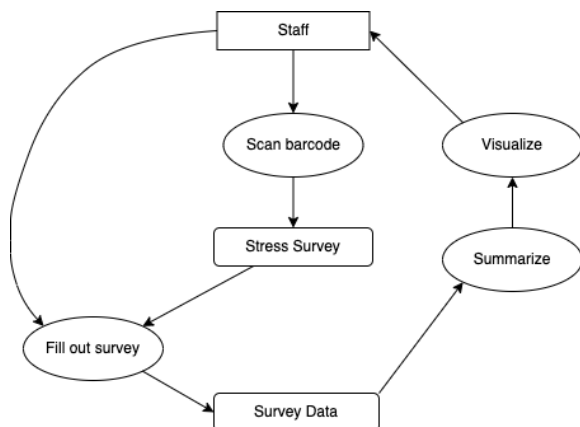 Staff
Scan barcode
Visualize
Stress Survey
Summarize
Fill out survey
Survey Data